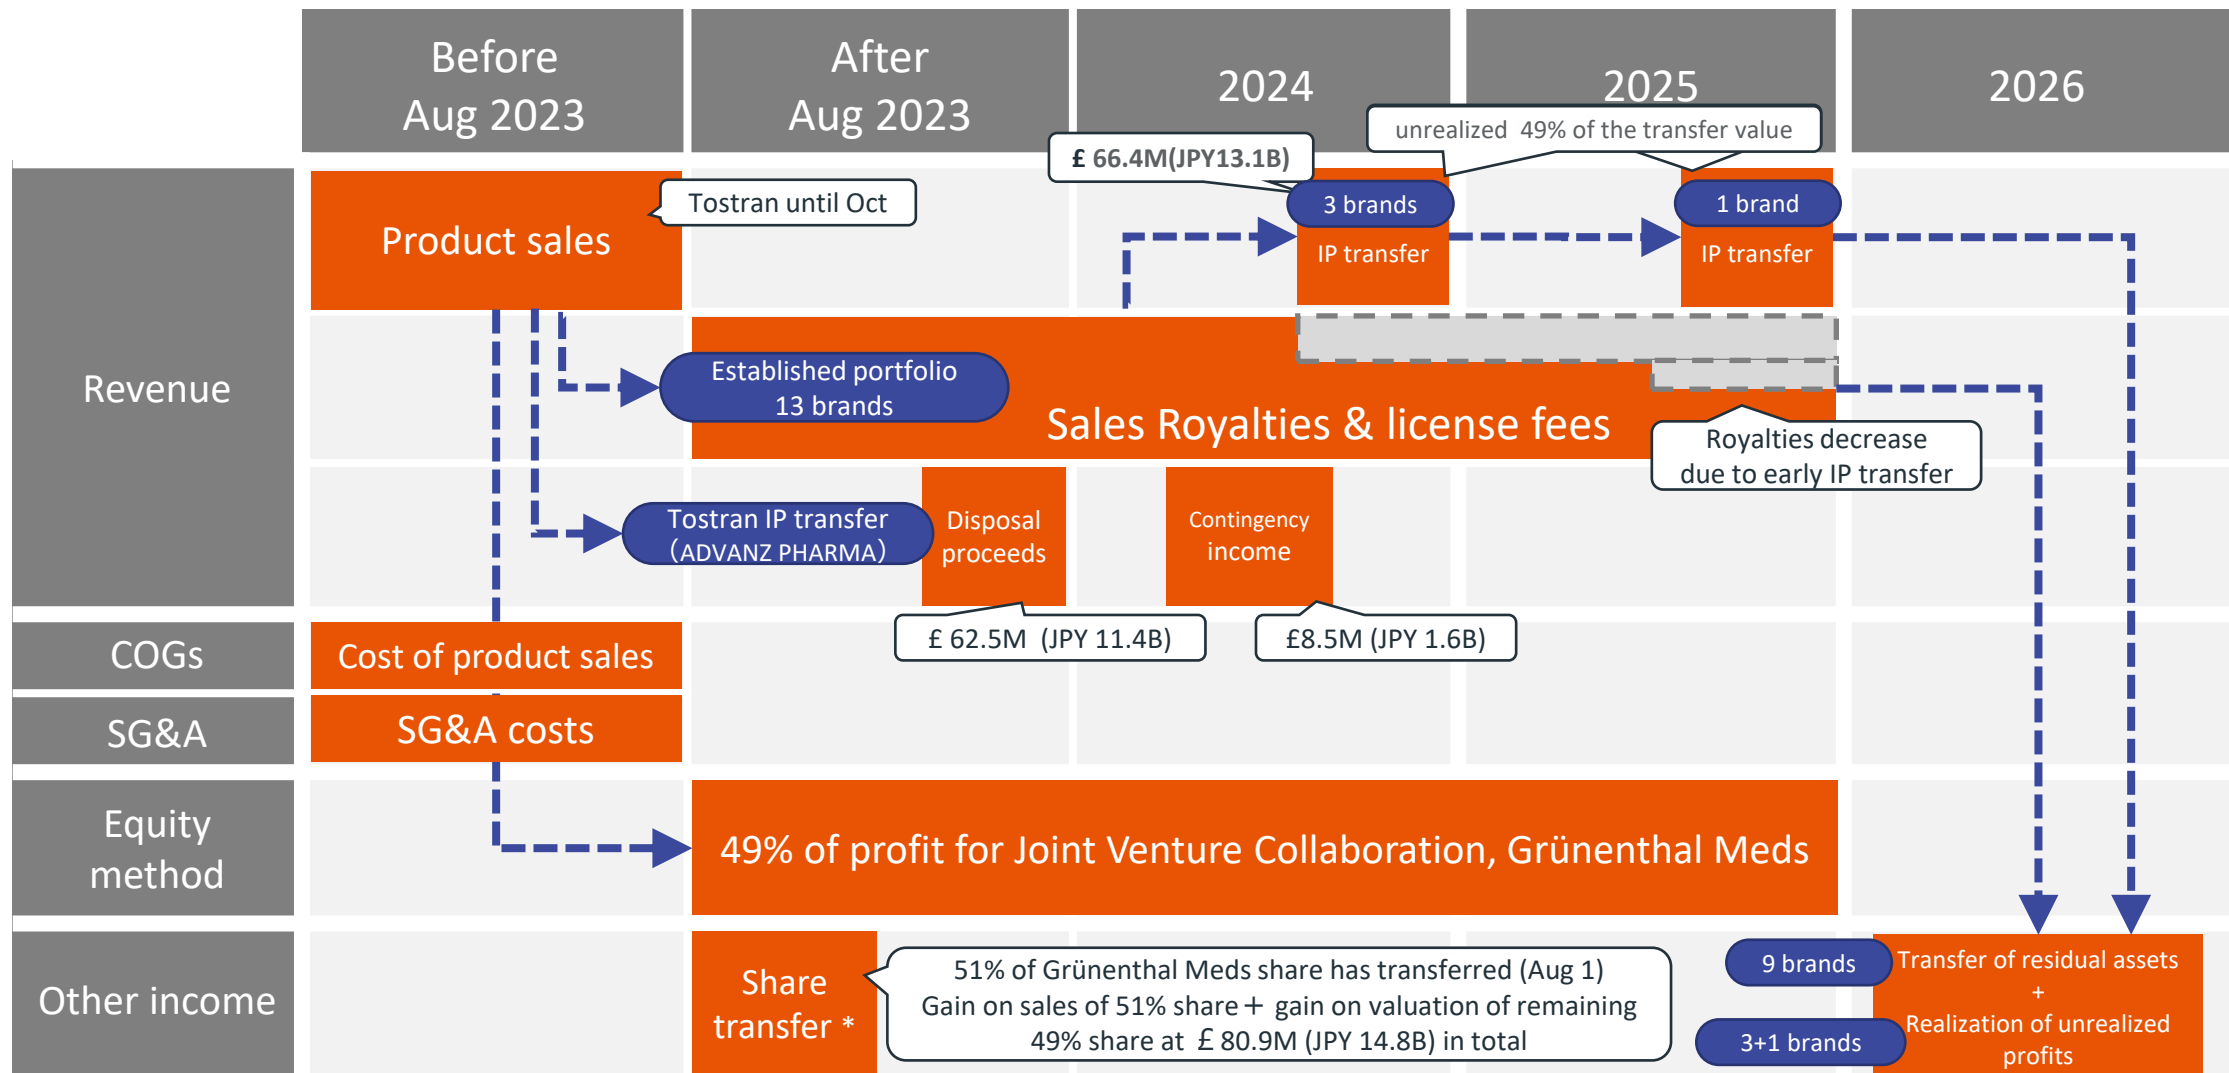 Before
Aug 2023
After
Aug 2023
2024
2025
2026
unrealized 49% of the transfer value
£ 66.4M(JPY13.1B)
Revenue
Product sales
Tostran until Oct
3 brands
IP transfer
1 brand
IP transfer
Established portfolio
13 brands
Sales Royalties & license fees
Royalties decrease
due to early IP transfer
Tostran IP transfer
（ADVANZ PHARMA）
Disposal
proceeds
Contingency
income
£ 62.5M (JPY 11.4B)
£8.5M (JPY 1.6B)
COGs
Cost of product sales
SG&A
SG&A costs
Equity
method
49% of profit for Joint Venture Collaboration, Grünenthal Meds
Other income
Share
transfer *
51% of Grünenthal Meds share has transferred (Aug 1)
Gain on sales of 51% share＋ gain on valuation of remaining
49% share at £ 80.9M (JPY 14.8B) in total
9 brands
3+1 brands
Transfer of residual assets
+
Realization of unrealized
profits